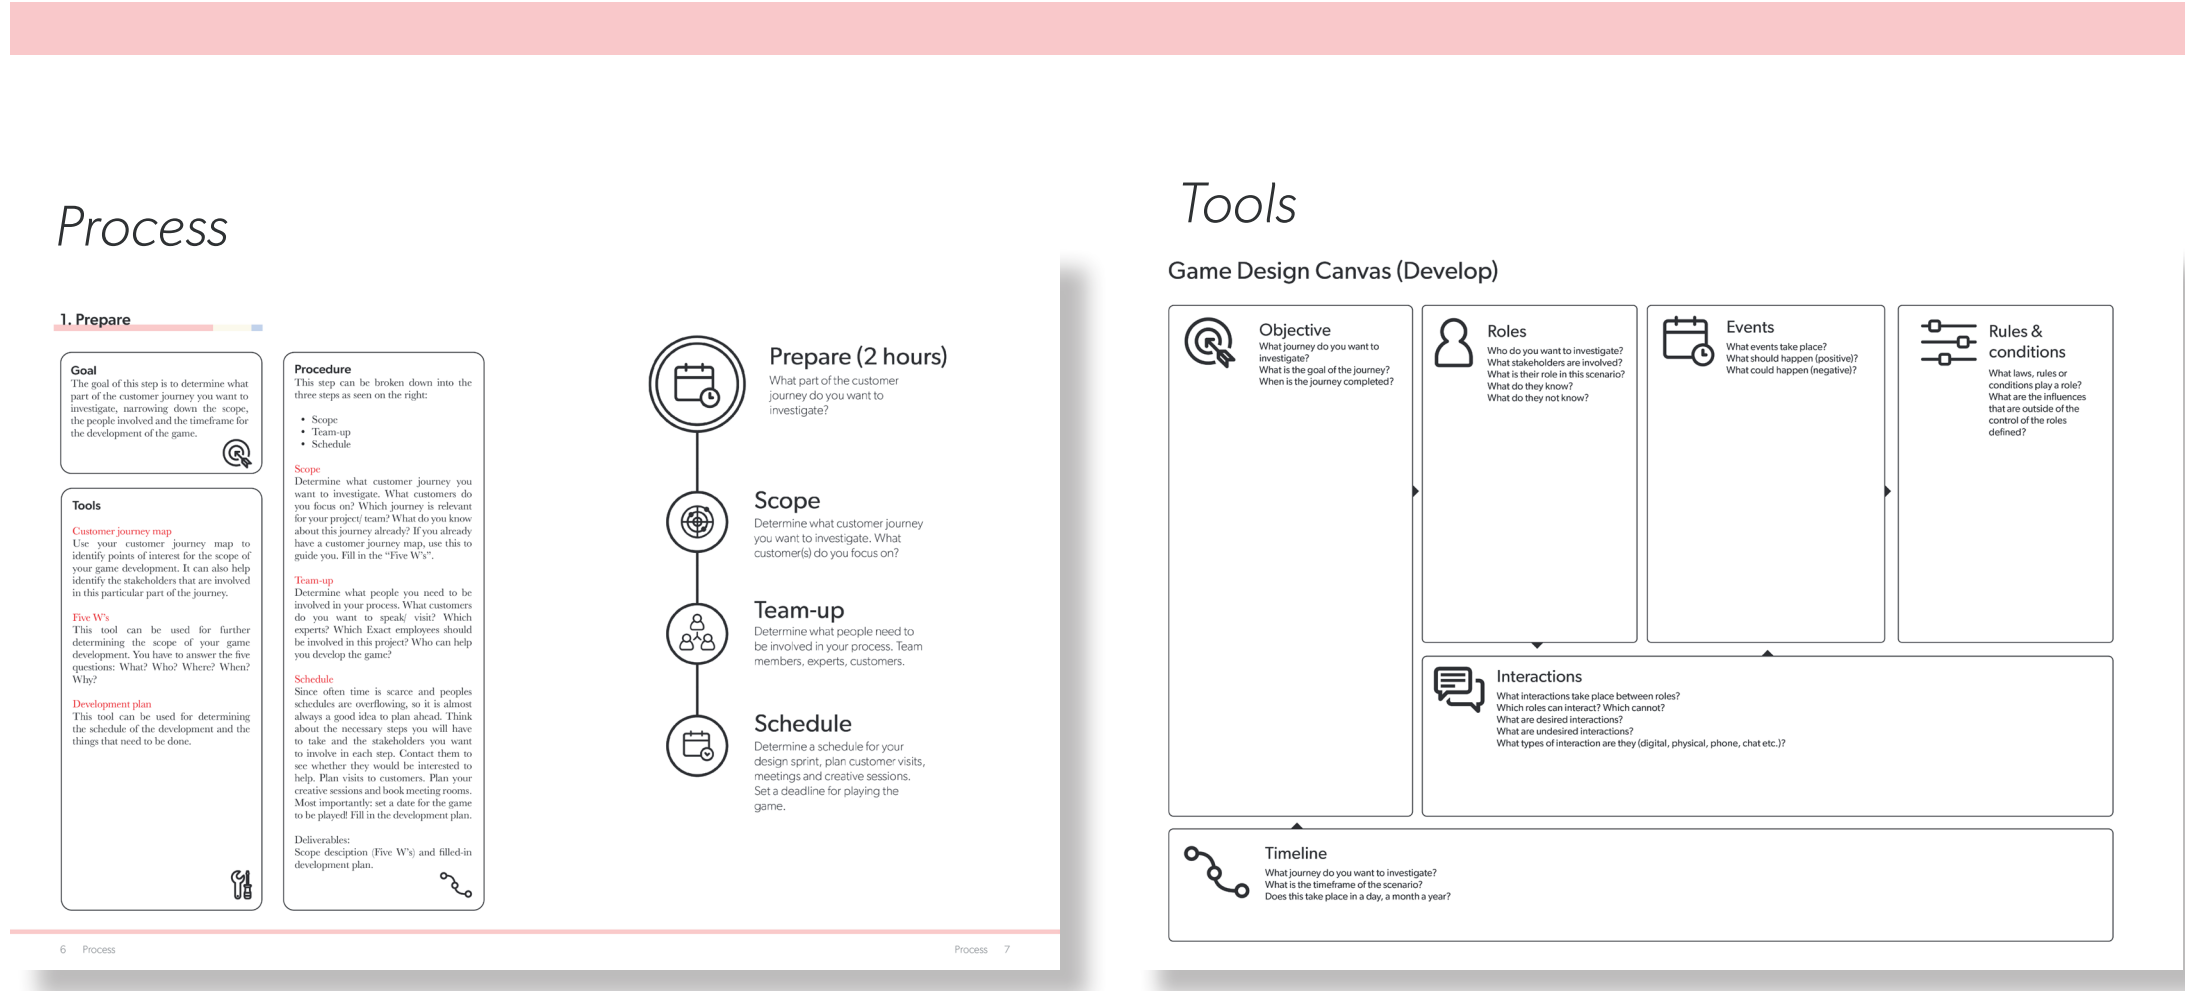 Process
1. Prepare
Goal
The goal of this step is to determine what
part of the customer journey you want to
investigate, narrowing down the scope,
the people involved and the timeframe for
the development of the game.
Tools
Customer journey map
Use your customer journey map to
identify points of interest for the scope of
your game development. It can also help
identify the stakeholders that are involved
in this particular part of the journey.
Five W's
This tool can be used for further
determining the scope of your game
development. You have to answer the five
questions: What? Who? Where? When?
Why?
Development plan
This tool can be used for determining
the schedule of the development and the
things that need to be done.
Procedure
This step can be broken down into the
three steps as seen on the right:
• Scope
• Team-up
• Schedule
Scope
Determine what customer journey you
want to investigate. What customers do
you focus on? Which journey is relevant
for your project/ team? What do you know
about this journey already? If you already
have a customer journey map, use this to
guide you. Fill in the “Five W's”.
Team-up
Determine what people you need to be
involved in your process. What customers
do you want to speak/ visit? Which
experts? Which Exact employees should
be involved in this project? Who can help
you develop the game?
Schedule
Since often time is scarce and peoples
schedules are overflowing, so it is almost
always a good idea to plan ahead. Think
about the necessary steps you will have
to take and the stakeholders you want
to involve in each step. Contact them to
see whether they would be interested to
help. Plan visits to customers. Plan your
creative sessions and book meeting rooms.
Most importantly: set a date for the game
to be played! Fill in the development plan.
Deliverables:
Scope desciption (Five W's) and filled-in
development plan.
Prepare (2 hours)
What part of the customer
journey do you want to
investigate?
Scope
Determine what customer journey
you want to investigate. What
customer(s) do you focus on?
Team-up
Determine what people need to
be involved in your process. Team
members, experts, customers.
Schedule
Determine a schedule for your
design sprint, plan customer visits,
meetings and creative sessions.
Set a deadline for playing the
game.
6 Process
Process 7
Tools
Game Design Canvas (Develop)
Objective
What journey do you want to
investigate?
What is the goal of the journey?
When is the journey completed?
Roles
Who do you want to investigate?
What stakeholders are involved?
What is their role in this scenario?
What do they know?
What do they not know?
Events
What events take place?
What should happen (positive)?
What could happen (negative)?
Rules &
conditions
What laws, rules or
conditions play a role?
What are the influences
that are outside of the
control of the roles
defined?
Interactions
What interactions take place between roles?
Which roles can interact? Which cannot?
What are desired interactions?
What are undesired interactions?
What types of interaction are they (digital, physical, phone, chat etc.)?
Timeline
What journey do you want to investigate?
What is the timeframe of the scenario?
Does this take place in a day, a month a year?